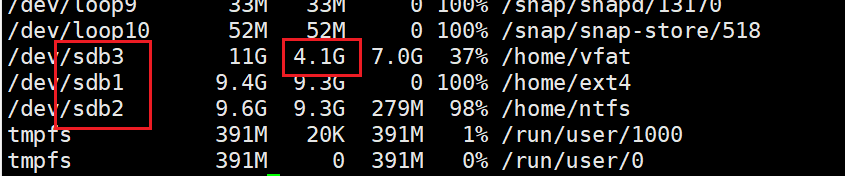 /dev/loop9 33M 33M 0 100% /snap/snapd/13170
/dev/loop10 52M 52M 0 100% /snap/snap-store/518
/dev/sdb3 11G 4.1G 7.0G 37% /home/vfat
/dev/sdb1 9.4G 9.3G 0 100% /home/ext4
/dev/sdb2 9.6G 9.3G 279M 98% /home/ntfs
tmpfs 391M 20K 391M 1% /run/user/1000
tmpfs 391M 0 391M 0% /run/user/0